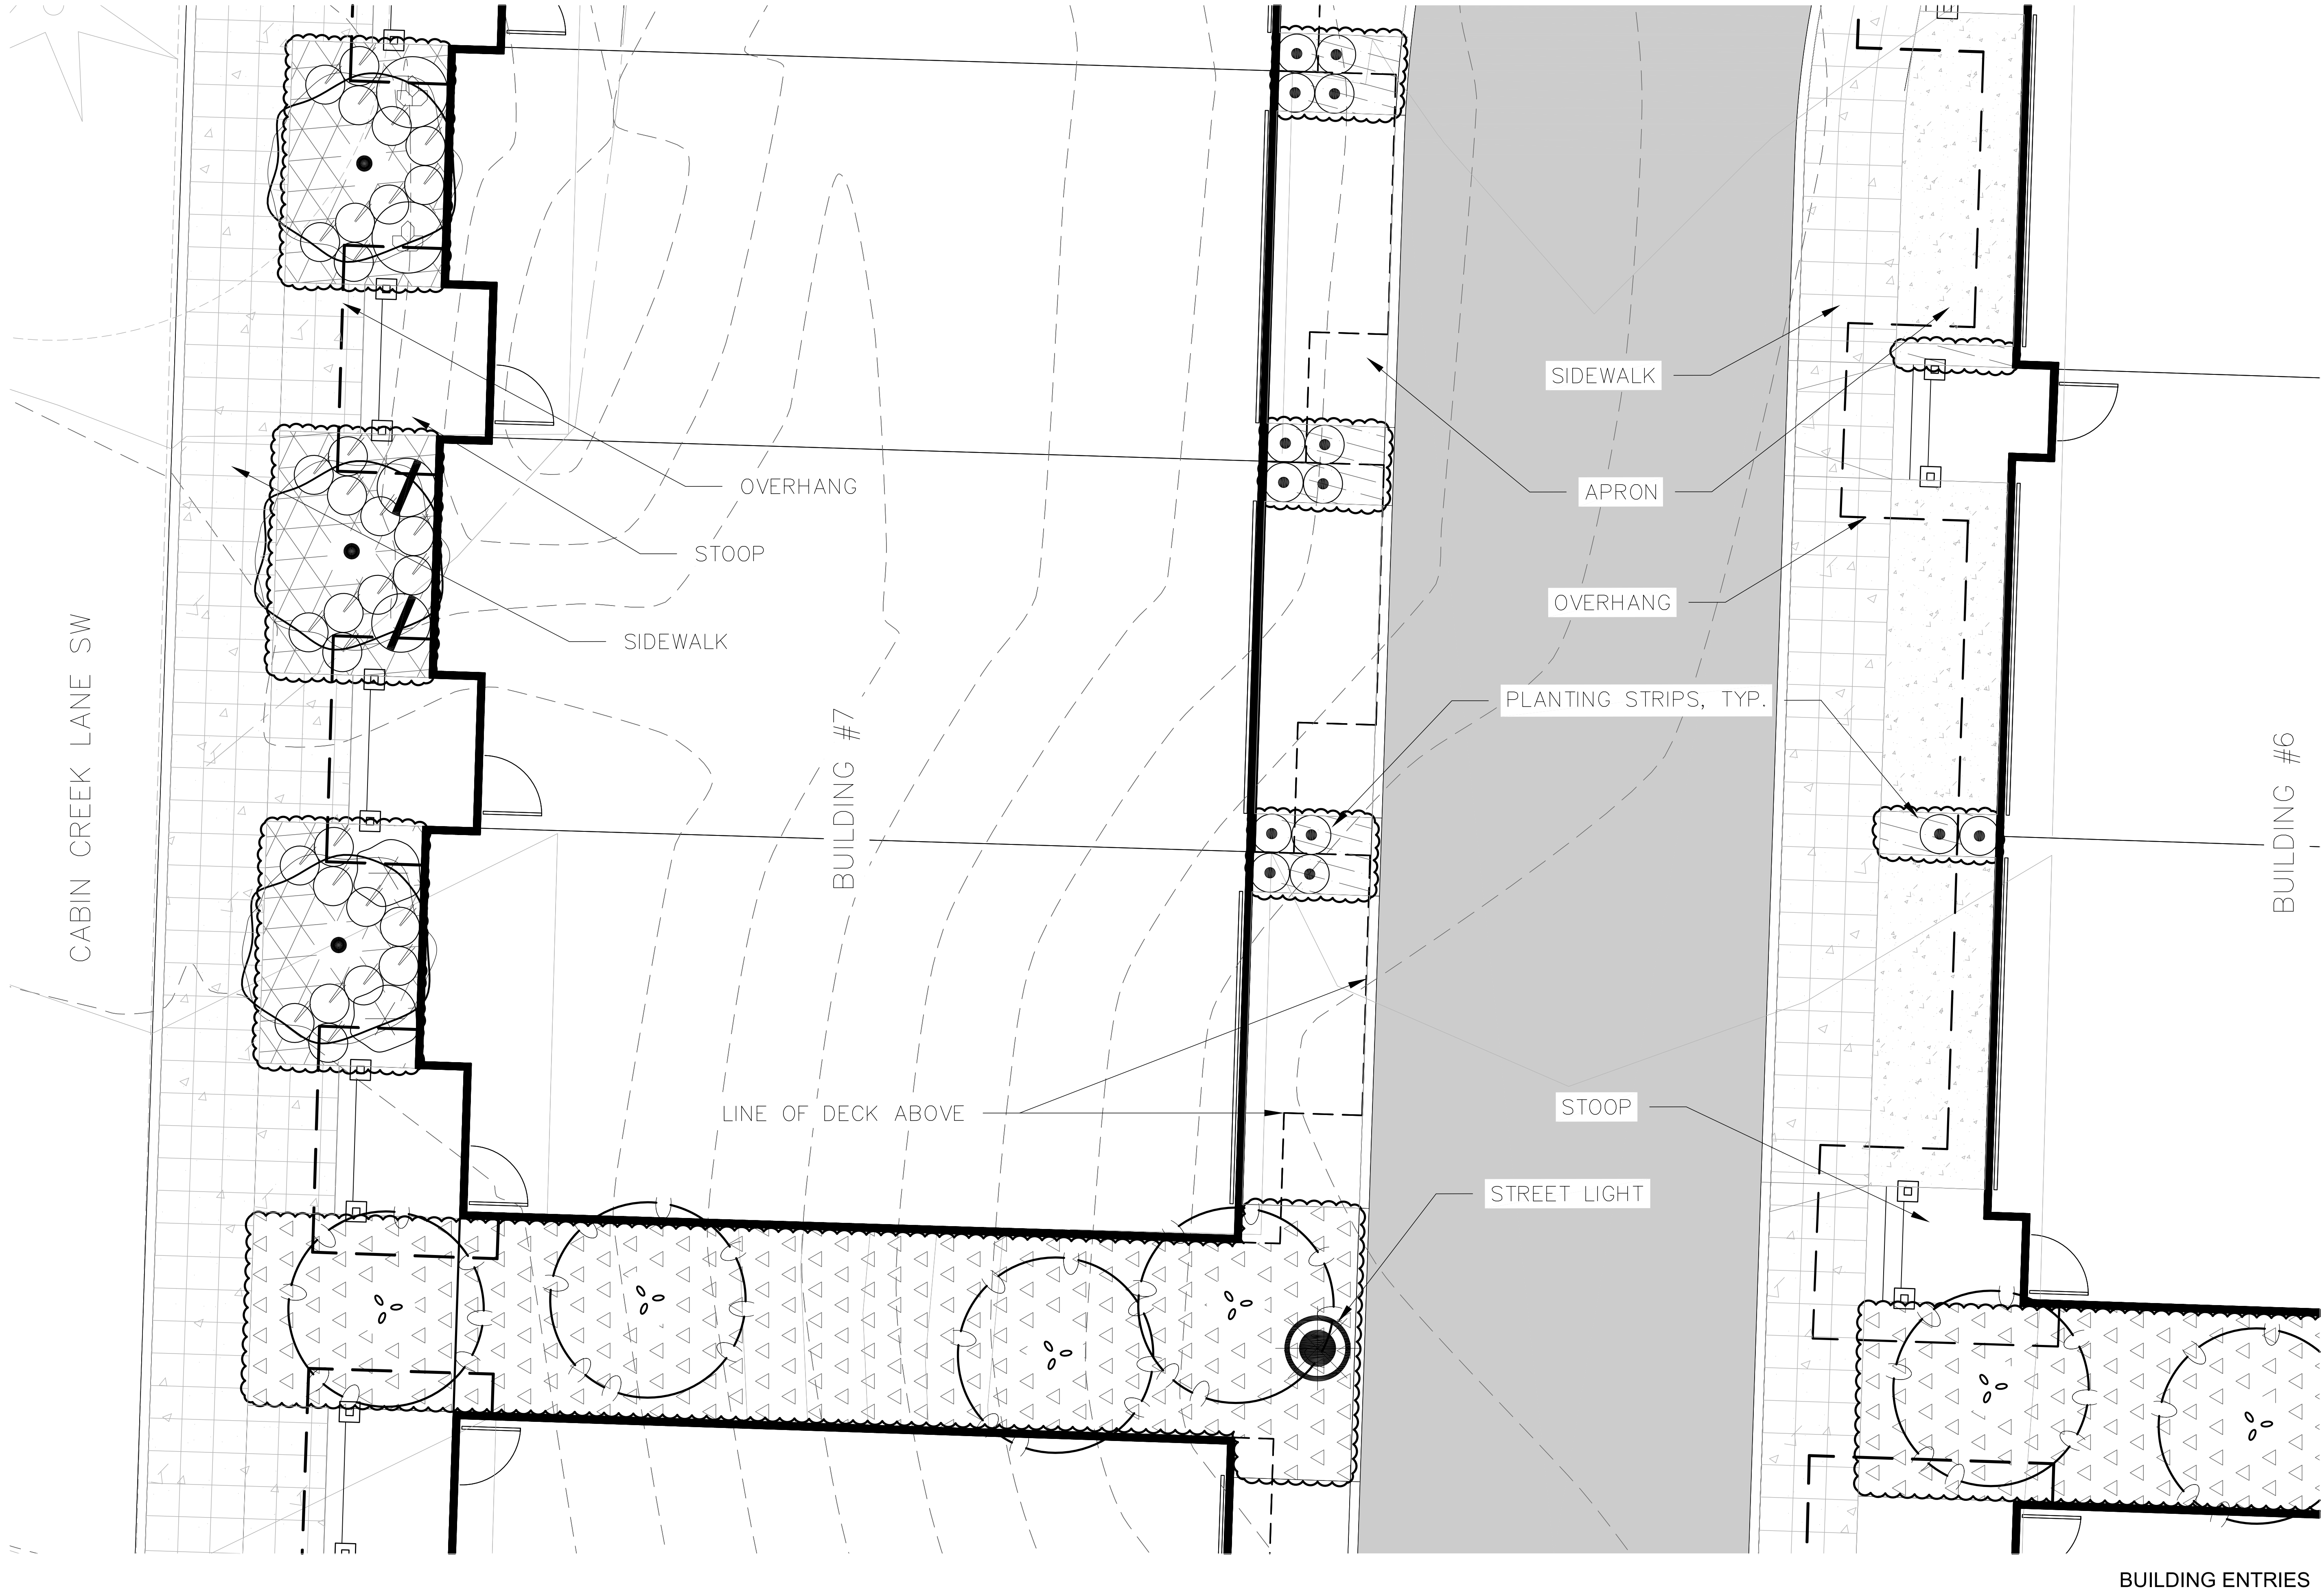 SIDEWALK
OVERHANG
APRON
STOOP
OVERHANG
SIDEWALK
CABIN CREEK LANE SW
BUILDING #7
PLANTING STRIPS, TYP.
BUILDING #6
LINE OF DECK ABOVE
STOOP
STREET LIGHT
BUILDING ENTRIES